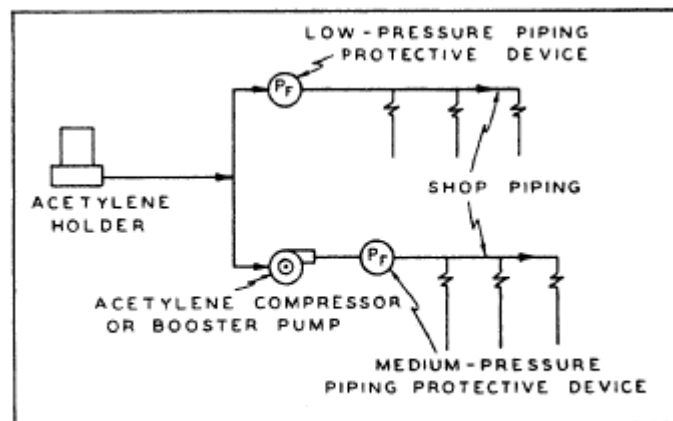 LOW-PRESSURE PIPING
PROTECTIVE DEVICE
PF
ACETYLENE
HOLDER
SHOP PIPING
PF
ACETYLENE COMPRESSOR
OR BOOSTER PUMP
MEDIUM-PRESSURE
PIPING PROTECTIVE DEVICE